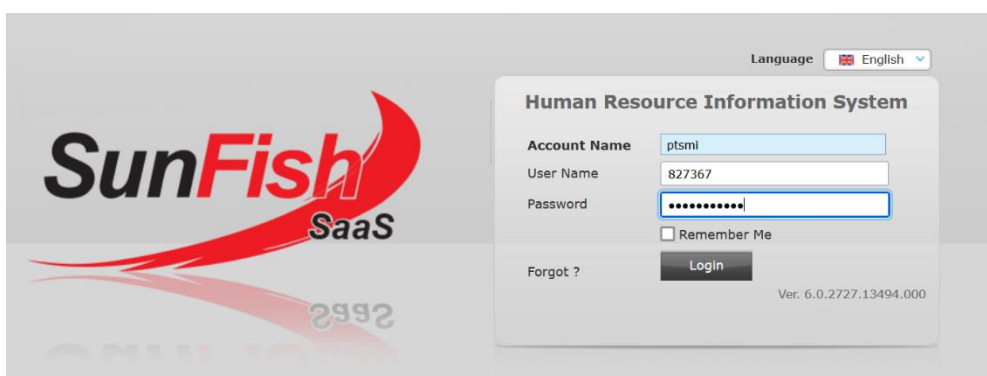 Language English
Human Resource Information System
SunFish
SaaS
Account Name ptsmi
User Name 827367
Password •••••••••••
Remember Me
Forgot ? Login
Ver. 6.0.2727.13494.000